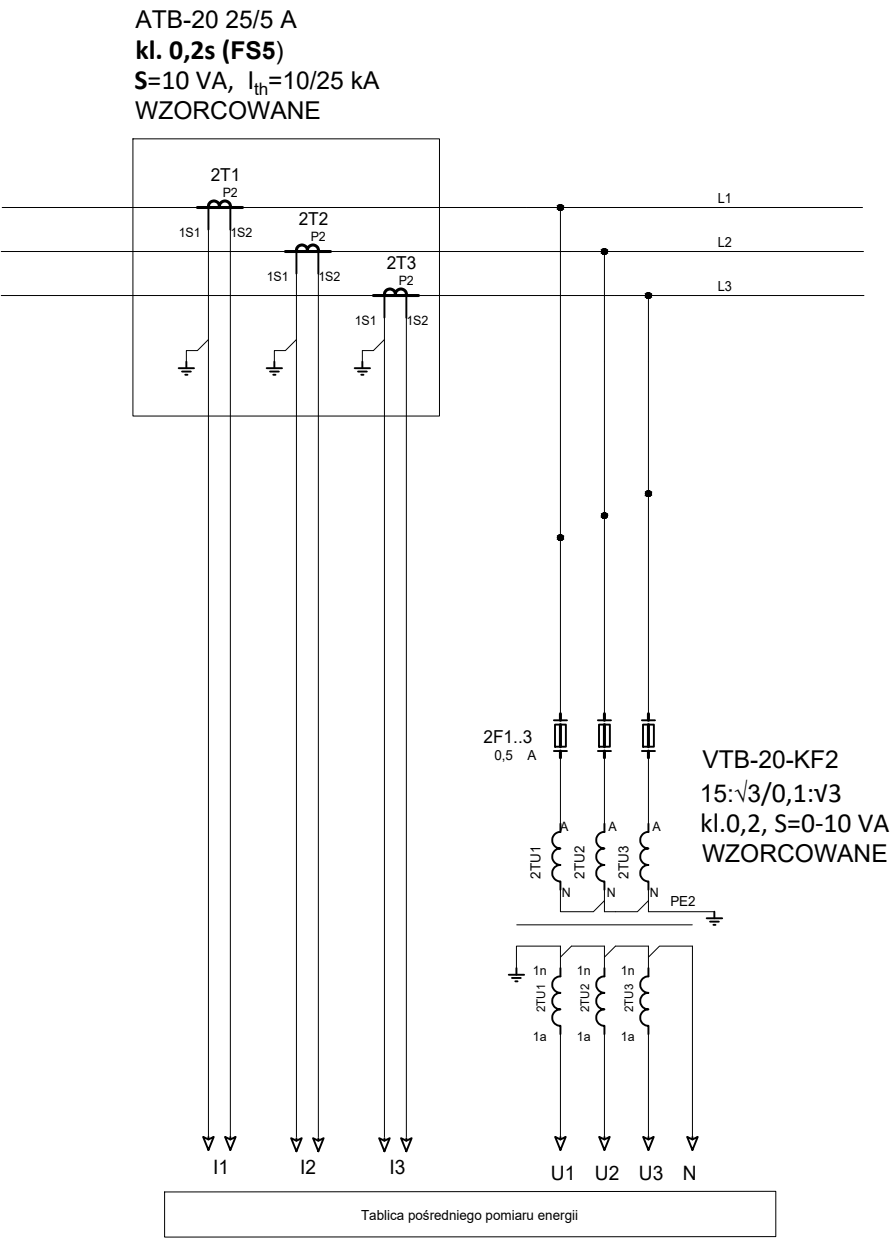 ATB-20 25/5 A
kl. 0,2s (FS5)
S=10 VA, Ith=10/25 kA
WZORCOWANE
2T1
P2
L1
1S1 1S2
2T2
P2
L2
1S1 1S2
2T3
P2
L3
1S1 1S2
2F1..3
0,5 A
VTB-20-KF2
15:√3/0,1:√3
kl.0,2, S=0-10 VA
WZORCOWANE
A A A
2TU1 2TU2 2TU3
N N N
PE2
1n 1n 1n
2TU1 2TU2 2TU3
1a 1a 1a
I1 I2 I3 U1 U2 U3 N
Tablica pośredniego pomiaru energii